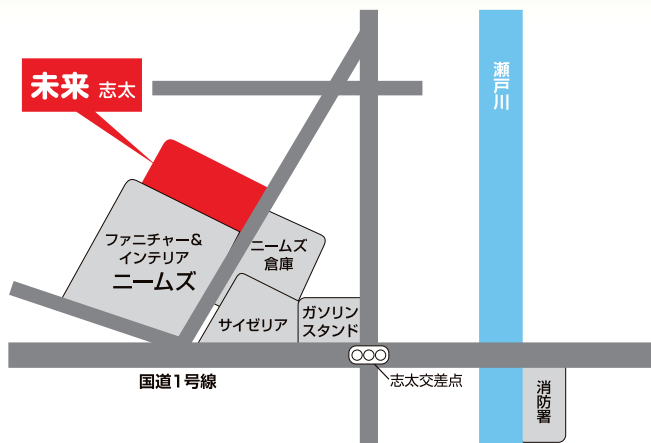 未来 志太
瀬戸川
ファニチャー&
インテリア
ニームズ
ニームズ
倉庫
サイゼリア
ガソリン
スタンド
国道1号線
志太交差点
消防署